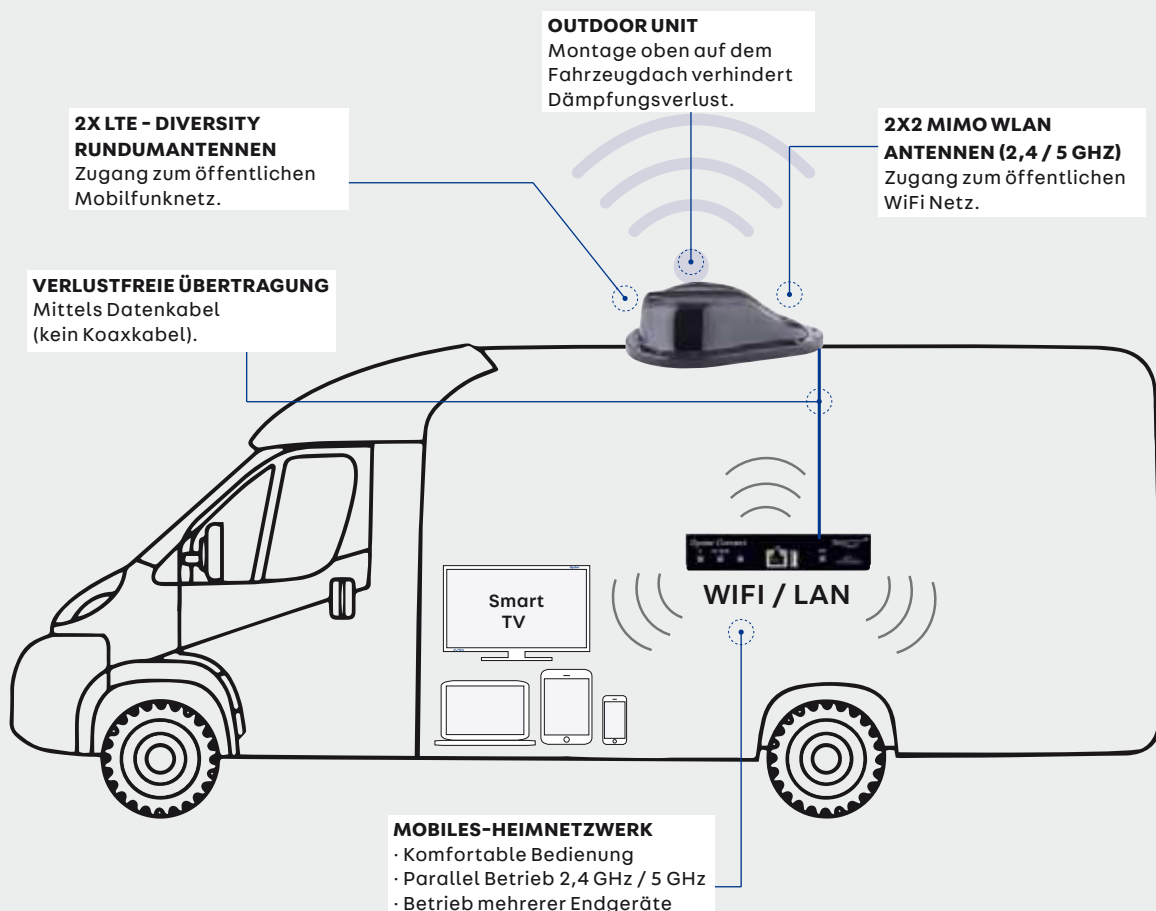 OUTDOOR UNIT
Montage oben auf dem
Fahrzeugdach verhindert
Dämpfungsverlust.
2X LTE - DIVERSITY
RUNDUMANTENNEN
Zugang zum öffentlichen
Mobilfunknetz.
2X2 MIMO WLAN
ANTENNEN (2,4 / 5 GHZ)
Zugang zum öffentlichen
WiFi Netz.
VERLUSTFREIE ÜBERTRAGUNG
Mittels Datenkabel
(kein Koaxkabel).
WIFI / LAN
Smart
TV
MOBILES-HEIMNETZWERK
· Komfortable Bedienung
· Parallel Betrieb 2,4 GHz / 5 GHz
· Betrieb mehrerer Endgeräte